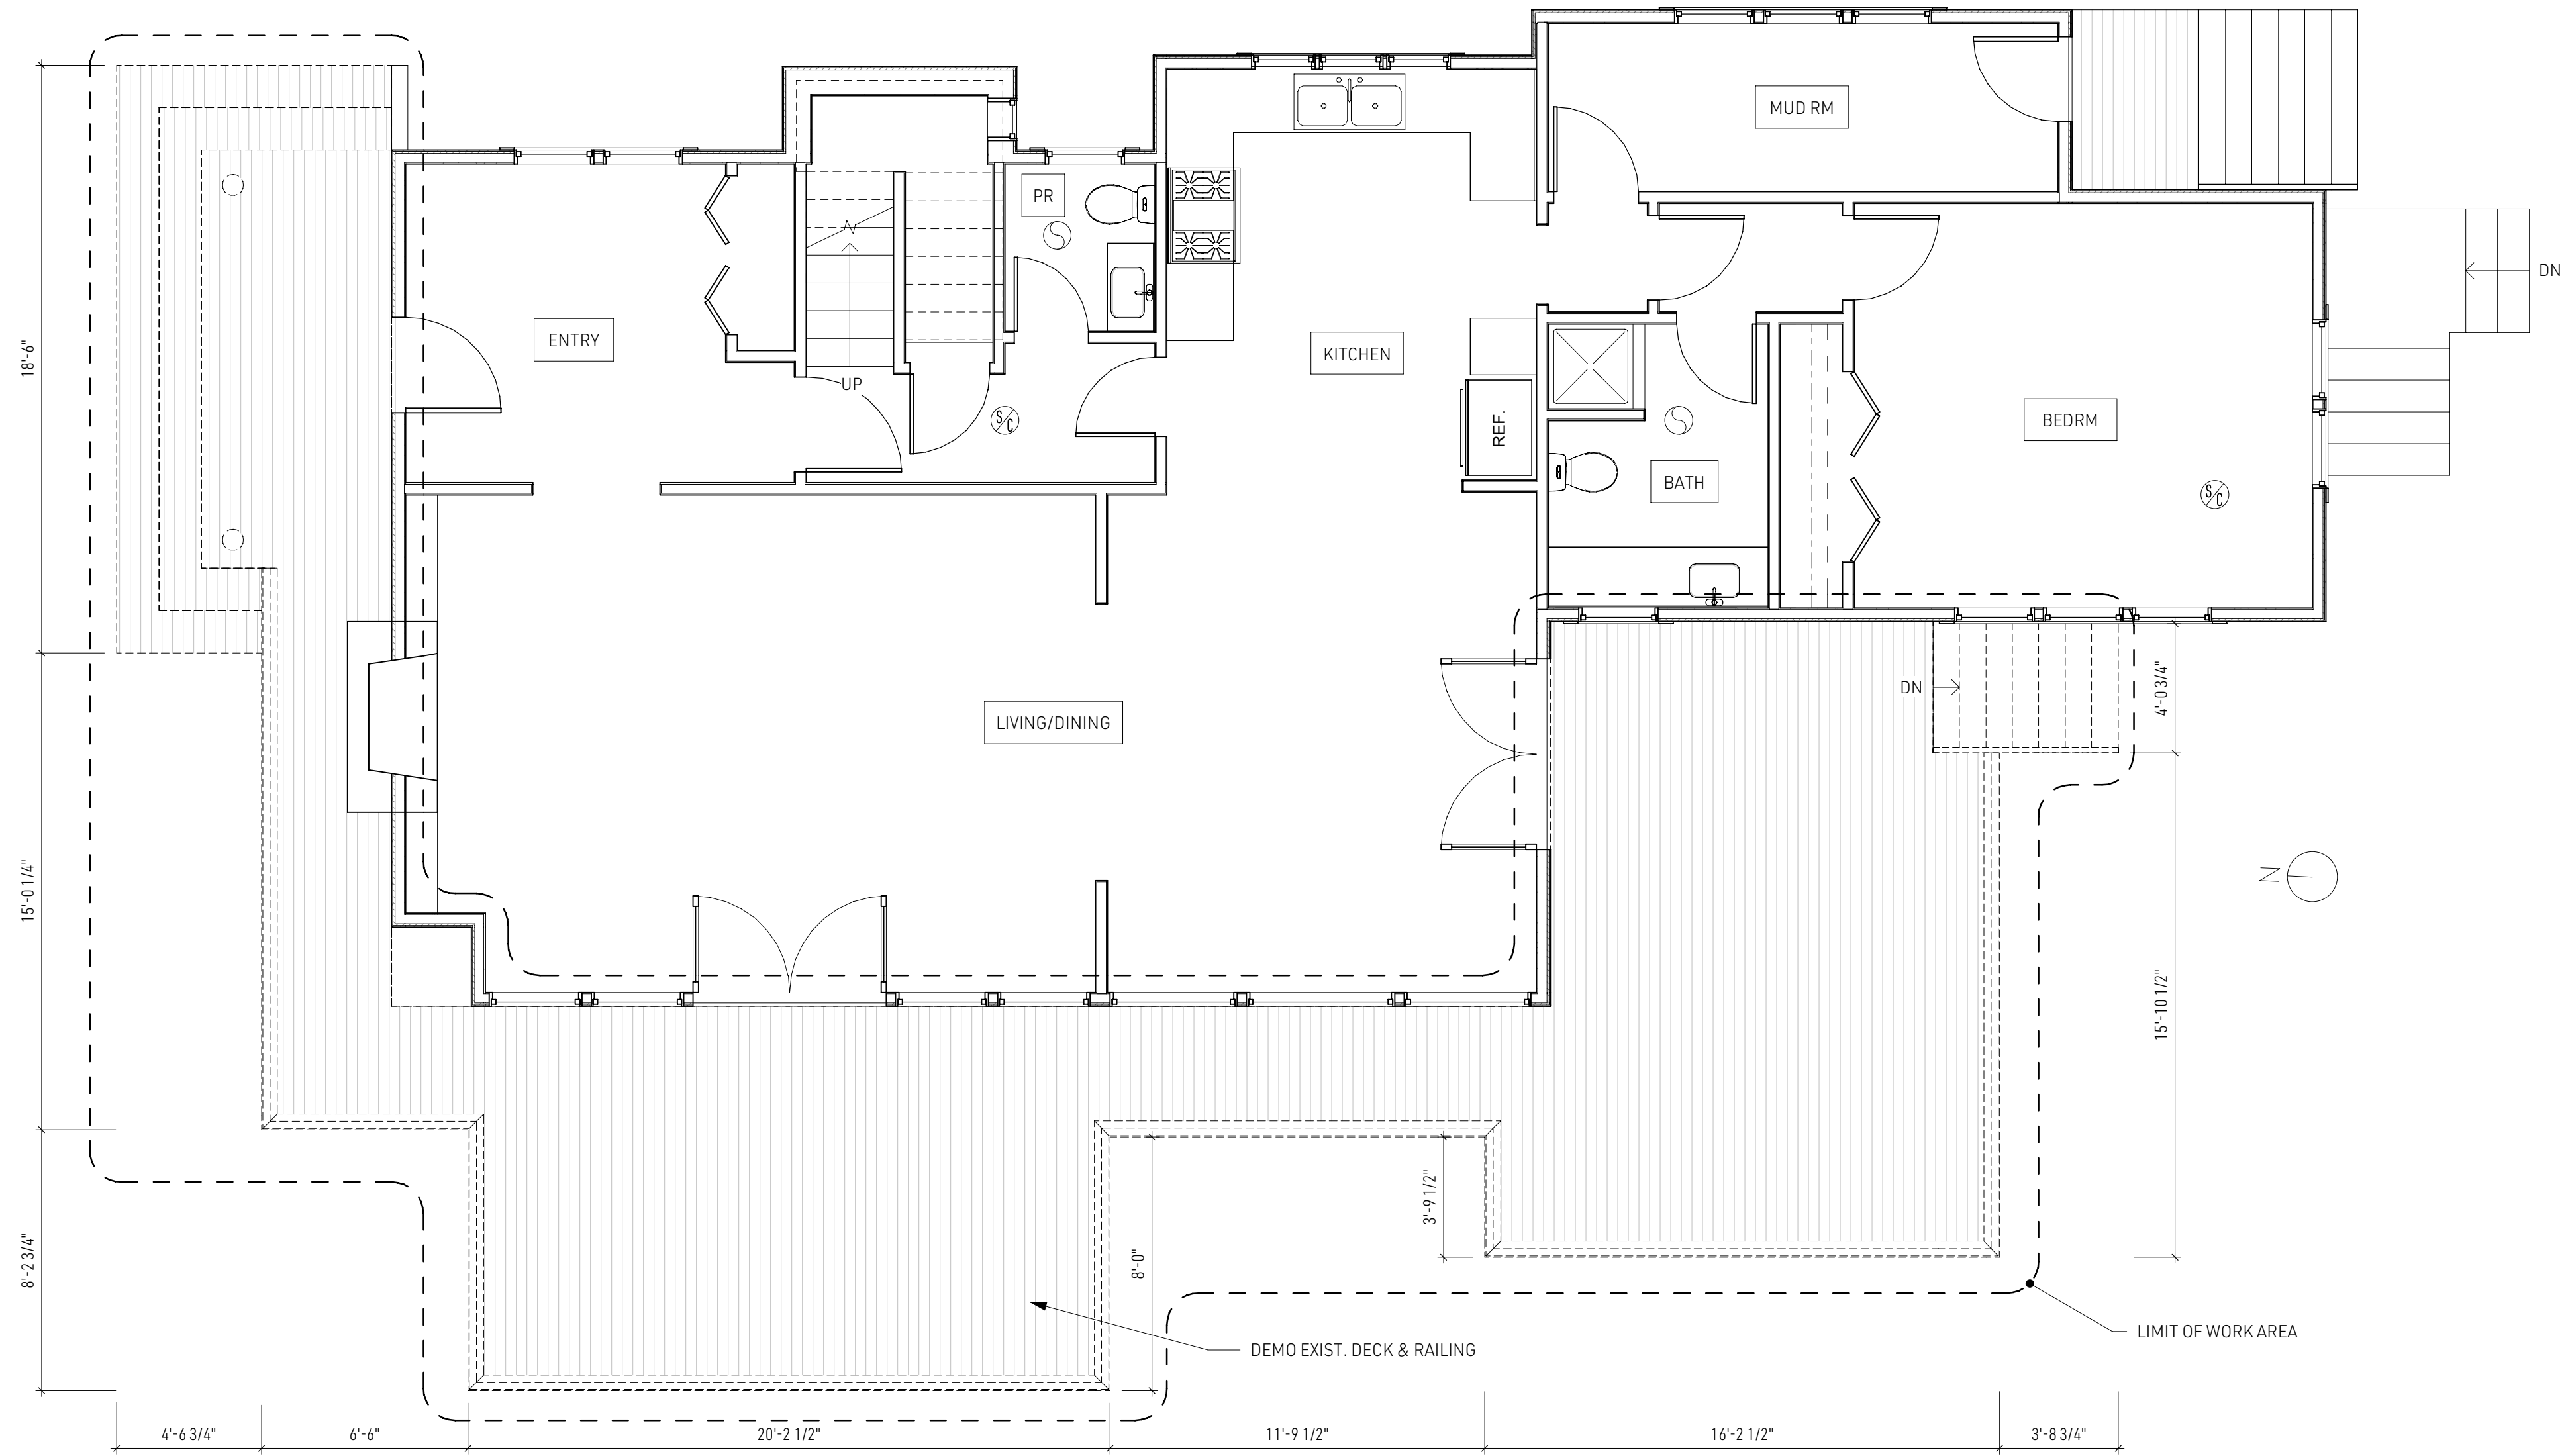 MUD RM
PR
DN
ENTRY
KITCHEN
18'-6"
UP
S/C
REF.
BEDRM
BATH
S/C
DN
4'-0 3/4"
LIVING/DINING
15'-0 1/4"
N
15'-10 1/2"
3'-9 1/2"
8'-2 3/4"
8'-0"
LIMIT OF WORK AREA
DEMO EXIST. DECK & RAILING
4'-6 3/4"
6'-6"
20'-2 1/2"
11'-9 1/2"
16'-2 1/2"
3'-8 3/4"